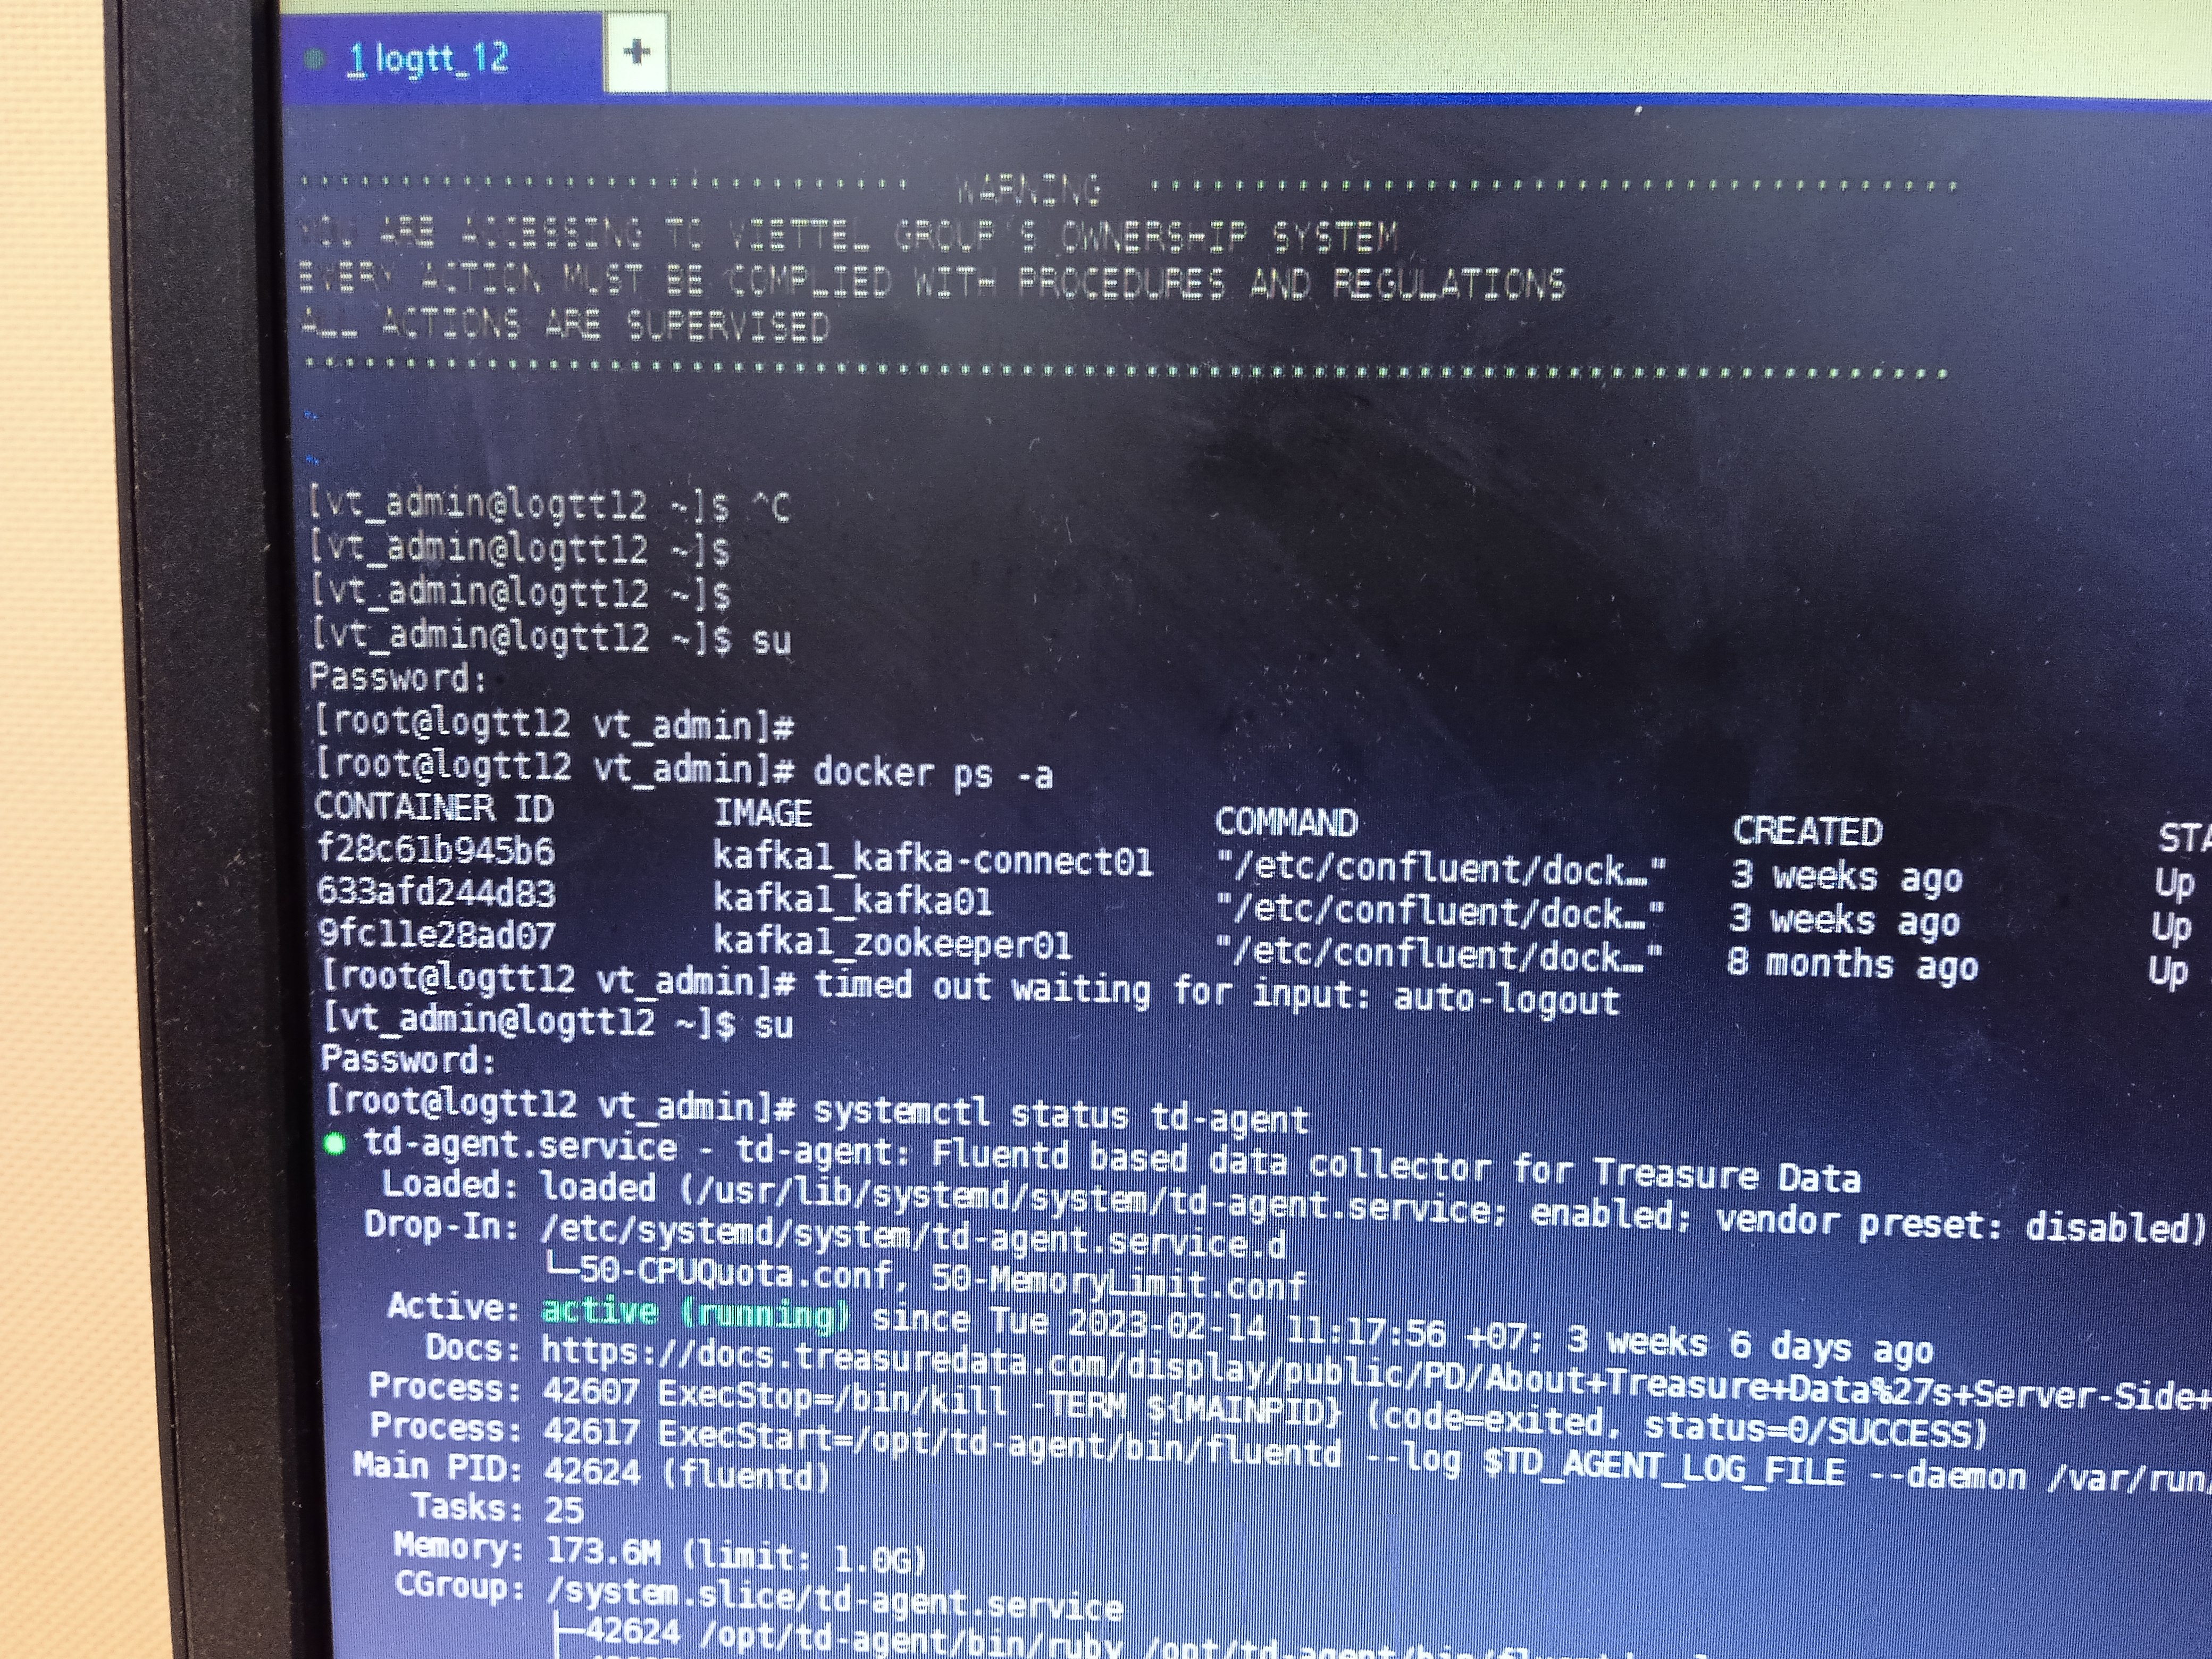 1 logtt_12 +
WARNING
YOU ARE ACCESSING TO VIETTEL GROUP'S OWNERSHIP SYSTEM
EVERY ACTION MUST BE COMPLIED WITH PROCEDURES AND REGULATIONS
ALL ACTIONS ARE SUPERVISED
[vt_admin@logtt12 ~]$ ^C
[vt_admin@logtt12 ~]$
[vt_admin@logtt12 ~]$
[vt_admin@logtt12 ~]$ su
Password:
[root@logtt12 vt_admin]#
[root@logtt12 vt_admin]# docker ps -a
CONTAINER ID IMAGE COMMAND CREATED STA
f28c61b945b6 kafka1_kafka-connect01 "/etc/confluent/dock…" 3 weeks ago Up
633afd244d83 kafka1_kafka01 "/etc/confluent/dock…" 3 weeks ago Up
9fc11e28ad07 kafka1_zookeeper01 "/etc/confluent/dock…" 8 months ago Up
[root@logtt12 vt_admin]# timed out waiting for input: auto-logout
[vt_admin@logtt12 ~]$ su
Password:
[root@logtt12 vt_admin]# systemctl status td-agent
● td-agent.service - td-agent: Fluentd based data collector for Treasure Data
Loaded: loaded (/usr/lib/systemd/system/td-agent.service; enabled; vendor preset: disabled)
Drop-In: /etc/systemd/system/td-agent.service.d
└─50-CPUQuota.conf, 50-MemoryLimit.conf
Active: active (running) since Tue 2023-02-14 11:17:56 +07; 3 weeks 6 days ago
Docs: https://docs.treasuredata.com/display/public/PD/About+Treasure+Data%27s+Server-Side+
Process: 42607 ExecStop=/bin/kill -TERM ${MAINPID} (code=exited, status=0/SUCCESS)
Process: 42617 ExecStart=/opt/td-agent/bin/fluentd --log $TD_AGENT_LOG_FILE --daemon /var/run/
Main PID: 42624 (fluentd)
Tasks: 25
Memory: 173.6M (limit: 1.0G)
CGroup: /system.slice/td-agent.service
├─42624 /opt/td-agent/bin/ruby /opt/td-agent/bin/fluentd